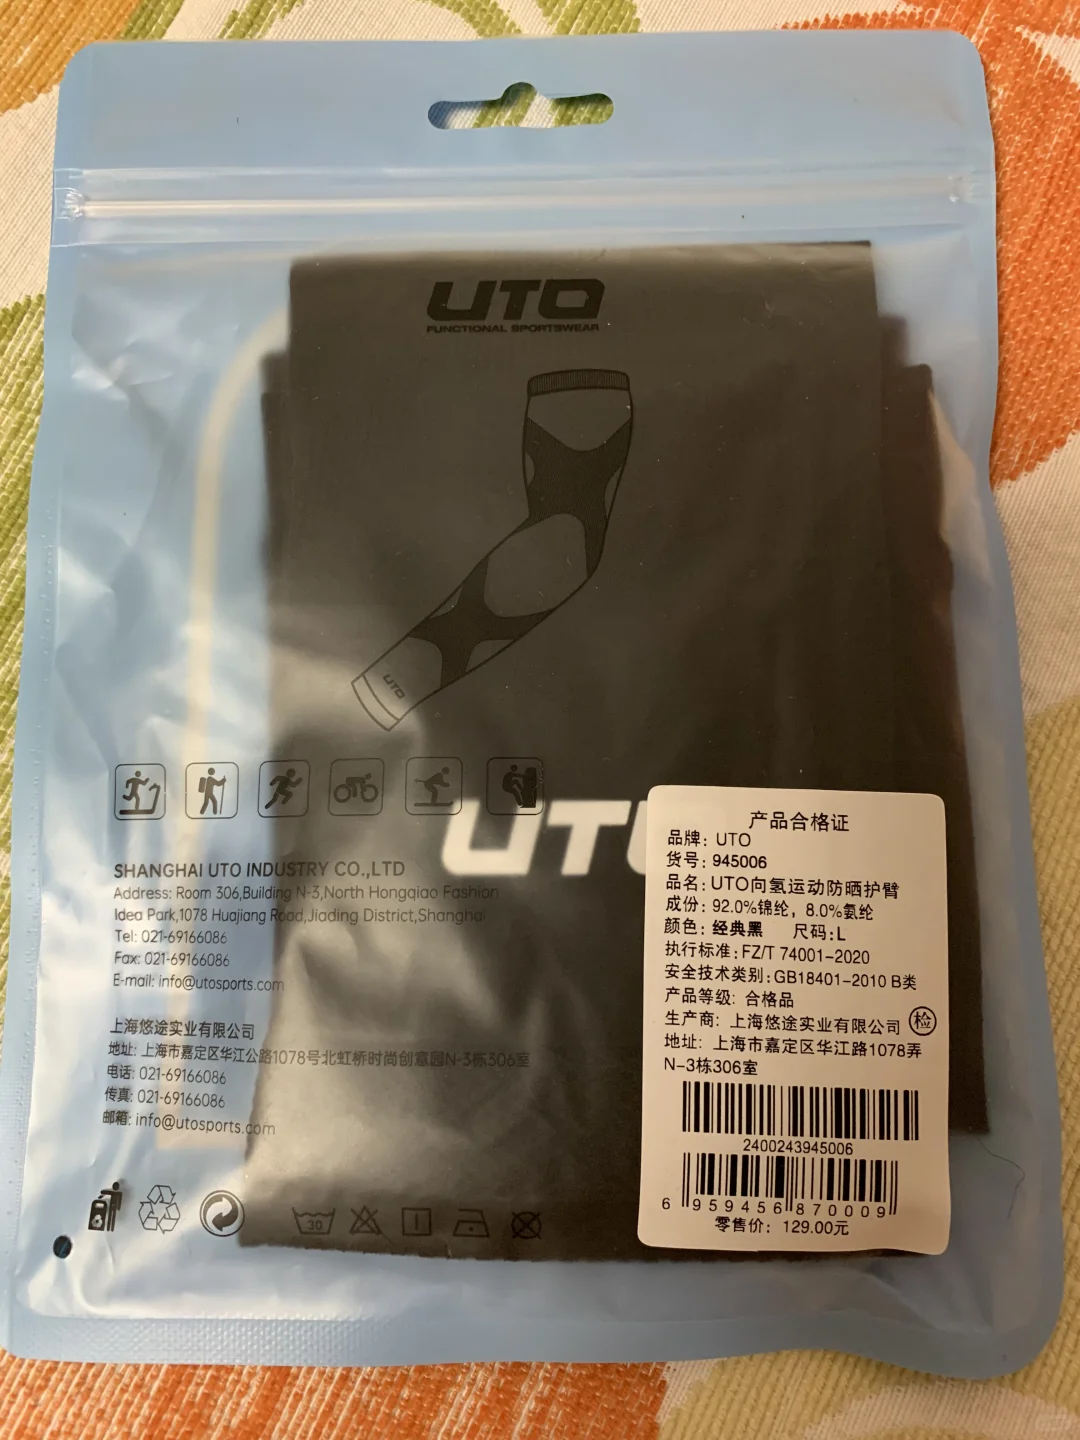 UTO
FUNCTIONAL SPORTSWEAR
UTO
UT
SHANGHAI UTO INDUSTRY CO.,LTD
Address: Room 306,Building N-3,North Hongqiao Fashion
Idea Park,1078 Huajiang Road,Jiading District,Shanghai
Tel: 021-69166086
Fax: 021-69166086
E-mail: info@utosports.com
上海悠途实业有限公司
地址: 上海市嘉定区华江公路1078号北虹桥时尚创意园N-3栋306室
电话: 021-69166086
传真: 021-69166086
邮箱: info@utosports.com
30
产品合格证
品牌: UTO
货号: 945006
品名: UTO向氢运动防晒护臂
成份: 92.0%锦纶, 8.0%氨纶
颜色: 经典黑 尺码:L
执行标准:FZ/T 74001-2020
安全技术类别:GB18401-2010 B类
产品等级: 合格品
生产商: 上海悠途实业有限公司 检
地址: 上海市嘉定区华江路1078弄
N-3栋306室
2400243945006
6 959456 870009
零售价: 129.00元